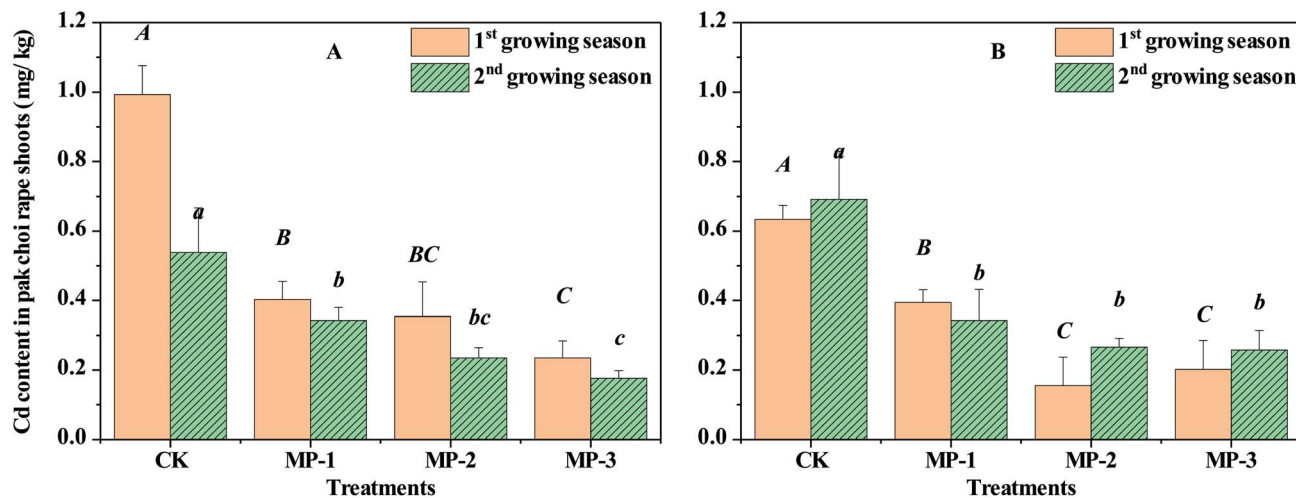 Cd content in pak choi rape shoots (mg/ kg)
1.2
1.0
0.8
0.6
0.4
0.2
0.0
A
1st growing season
2nd growing season
A
a
B
b
BC
bc
C
c
CK MP-1 MP-2 MP-3
Treatments
1.2
1.0
0.8
0.6
0.4
0.2
0.0
B
1st growing season
2nd growing season
A
a
B
b
C
b
C
b
CK MP-1 MP-2 MP-3
Treatments